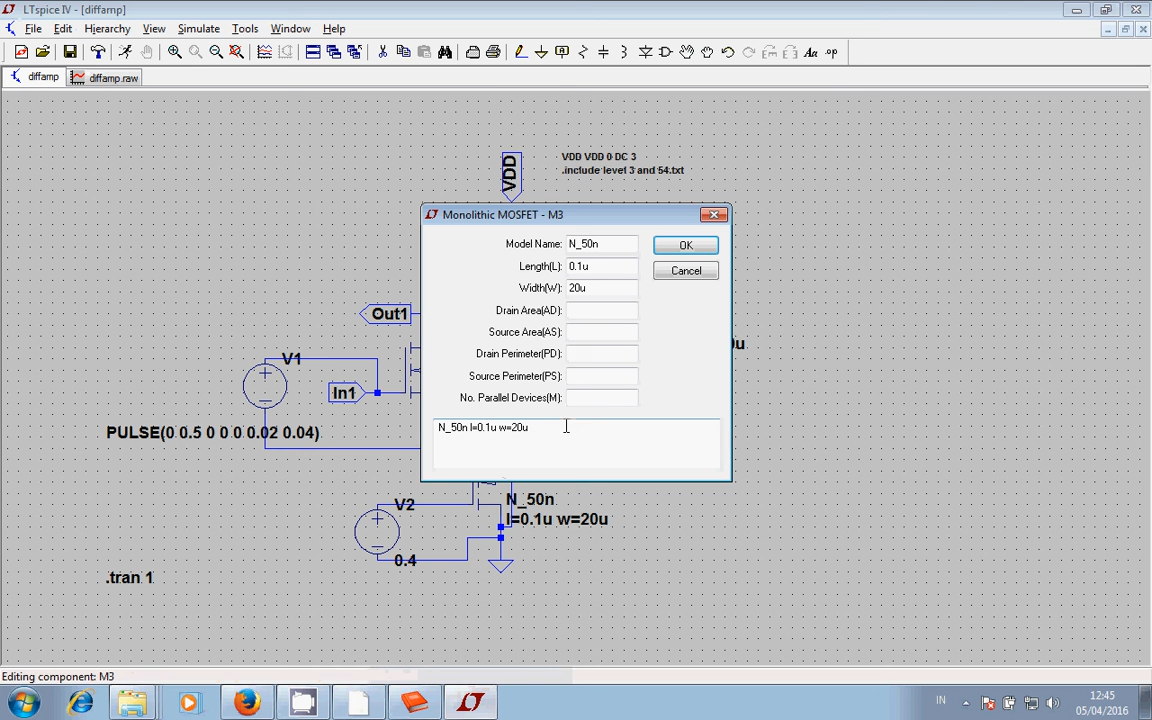 LTspice IV - [diffamp]
File Edit Hierarchy View Simulate Tools Window Help
Aa .op
diffamp diffamp.raw
VDD
VDD VDD 0 DC 3
.include level 3 and 54.txt
Monolithic MOSFET - M3
Model Name: N_50n OK
Length(L): 0.1u Cancel
Width(W): 20u
Drain Area(AD):
Source Area(AS):
Drain Perimeter(PD):
Source Perimeter(PS):
No. Parallel Devices(M):
N_50n l=0.1u w=20u
Out1
V1
In1
PULSE(0 0.5 0 0 0 0.02 0.04)
V2
N_50n
l=0.1u w=20u
0.4
.tran 1
Editing component: M3
IN
12:45
05/04/2016